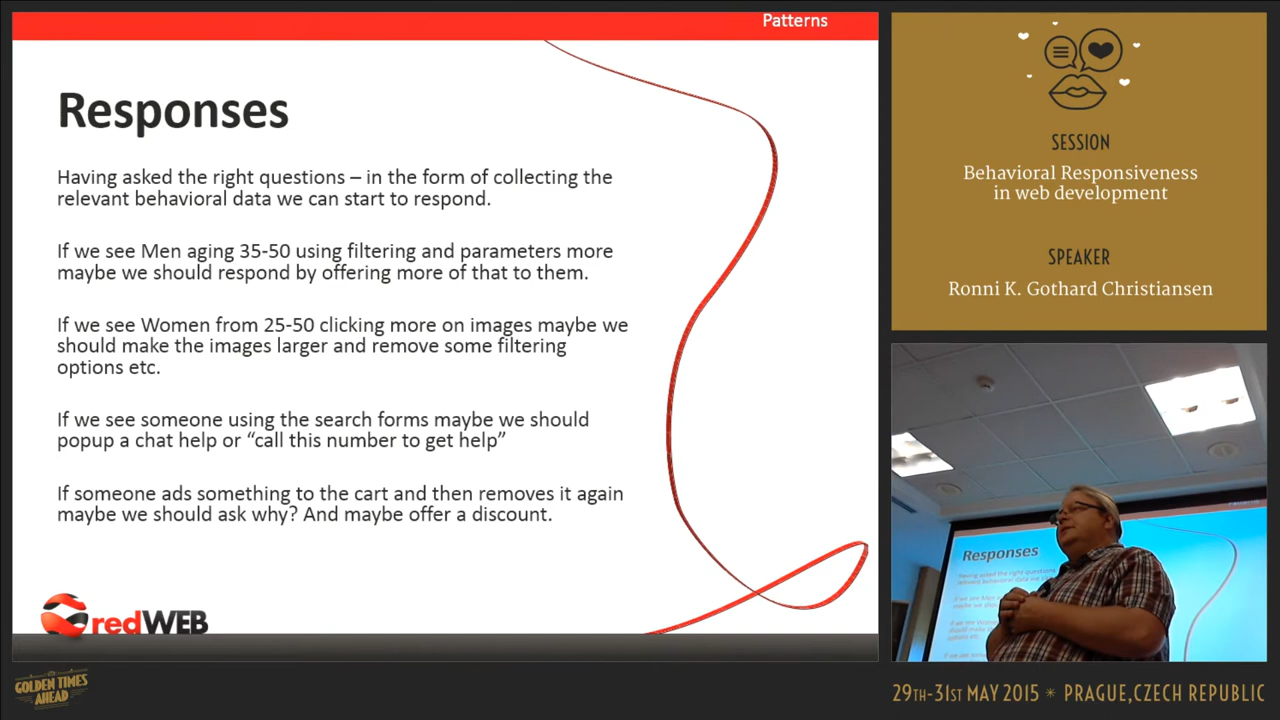 Patterns
Responses
Having asked the right questions – in the form of collecting the
relevant behavioral data we can start to respond.
If we see Men aging 35-50 using filtering and parameters more
maybe we should respond by offering more of that to them.
If we see Women from 25-50 clicking more on images maybe we
should make the images larger and remove some filtering
options etc.
If we see someone using the search forms maybe we should
popup a chat help or “call this number to get help”
If someone ads something to the cart and then removes it again
maybe we should ask why? And maybe offer a discount.
redWEB
SESSION
Behavioral Responsiveness
in web development
SPEAKER
Ronni K. Gothard Christiansen
Responses
Having asked the right questions
GOLDEN TIMES
AHEAD
29TH-31ST MAY 2015 * PRAGUE, CZECH REPUBLIC